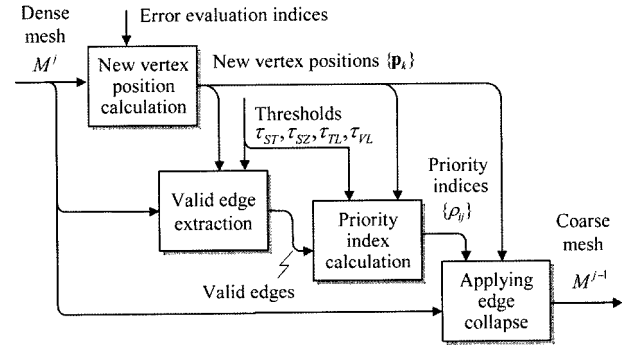 Dense
mesh
M^j
Error evaluation indices
New vertex
position
calculation
New vertex positions {p_k}
Thresholds
τ_ST, τ_SZ, τ_TL, τ_VL
Valid edge
extraction
Priority
index
calculation
Priority
indices
{ρ_ij}
Valid edges
Applying
edge
collapse
Coarse
mesh
M^{j-1}